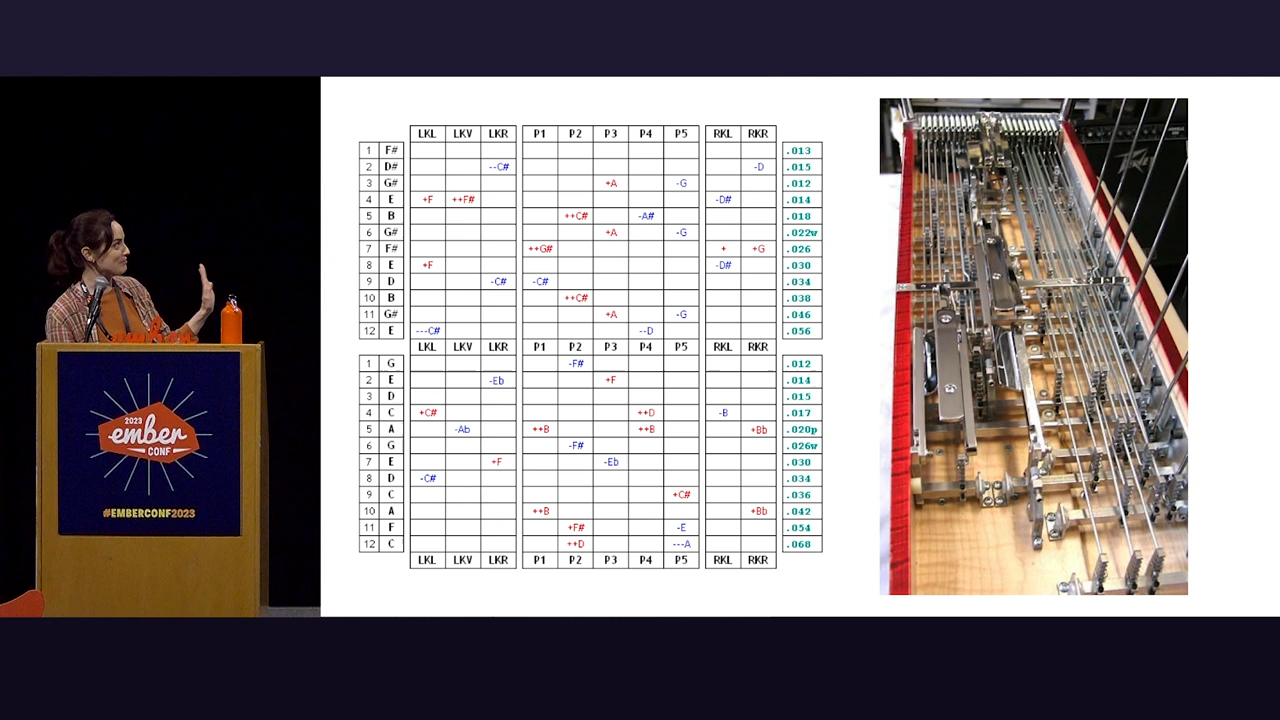 LKL LKV LKR P1 P2 P3 P4 P5 RKL RKR
1 F# .013
2 D# --C# -D .015
3 G# +A -G .012
4 E +F ++F# -D# .014
5 B ++C# -A# .018
6 G# +A -G .022w
7 F# ++G# + +G .026
8 E +F -D# .030
9 D -C# -C# .034
10 B ++C# .038
11 G# +A -G .046
12 E ---C# --D .056
LKL LKV LKR P1 P2 P3 P4 P5 RKL RKR
1 G -F# .012
2 E -Eb +F .014
3 D .015
4 C +C# ++D -B .017
5 A -Ab ++B ++B +Bb .020p
6 G -F# .026w
7 E +F -Eb .030
8 D -C# .034
9 C +C# .036
10 A ++B +Bb .042
11 F +F# -E .054
12 C ++D ---A .068
LKL LKV LKR P1 P2 P3 P4 P5 RKL RKR
PEAVEY
2023
ember
CONF
#EMBERCONF2023